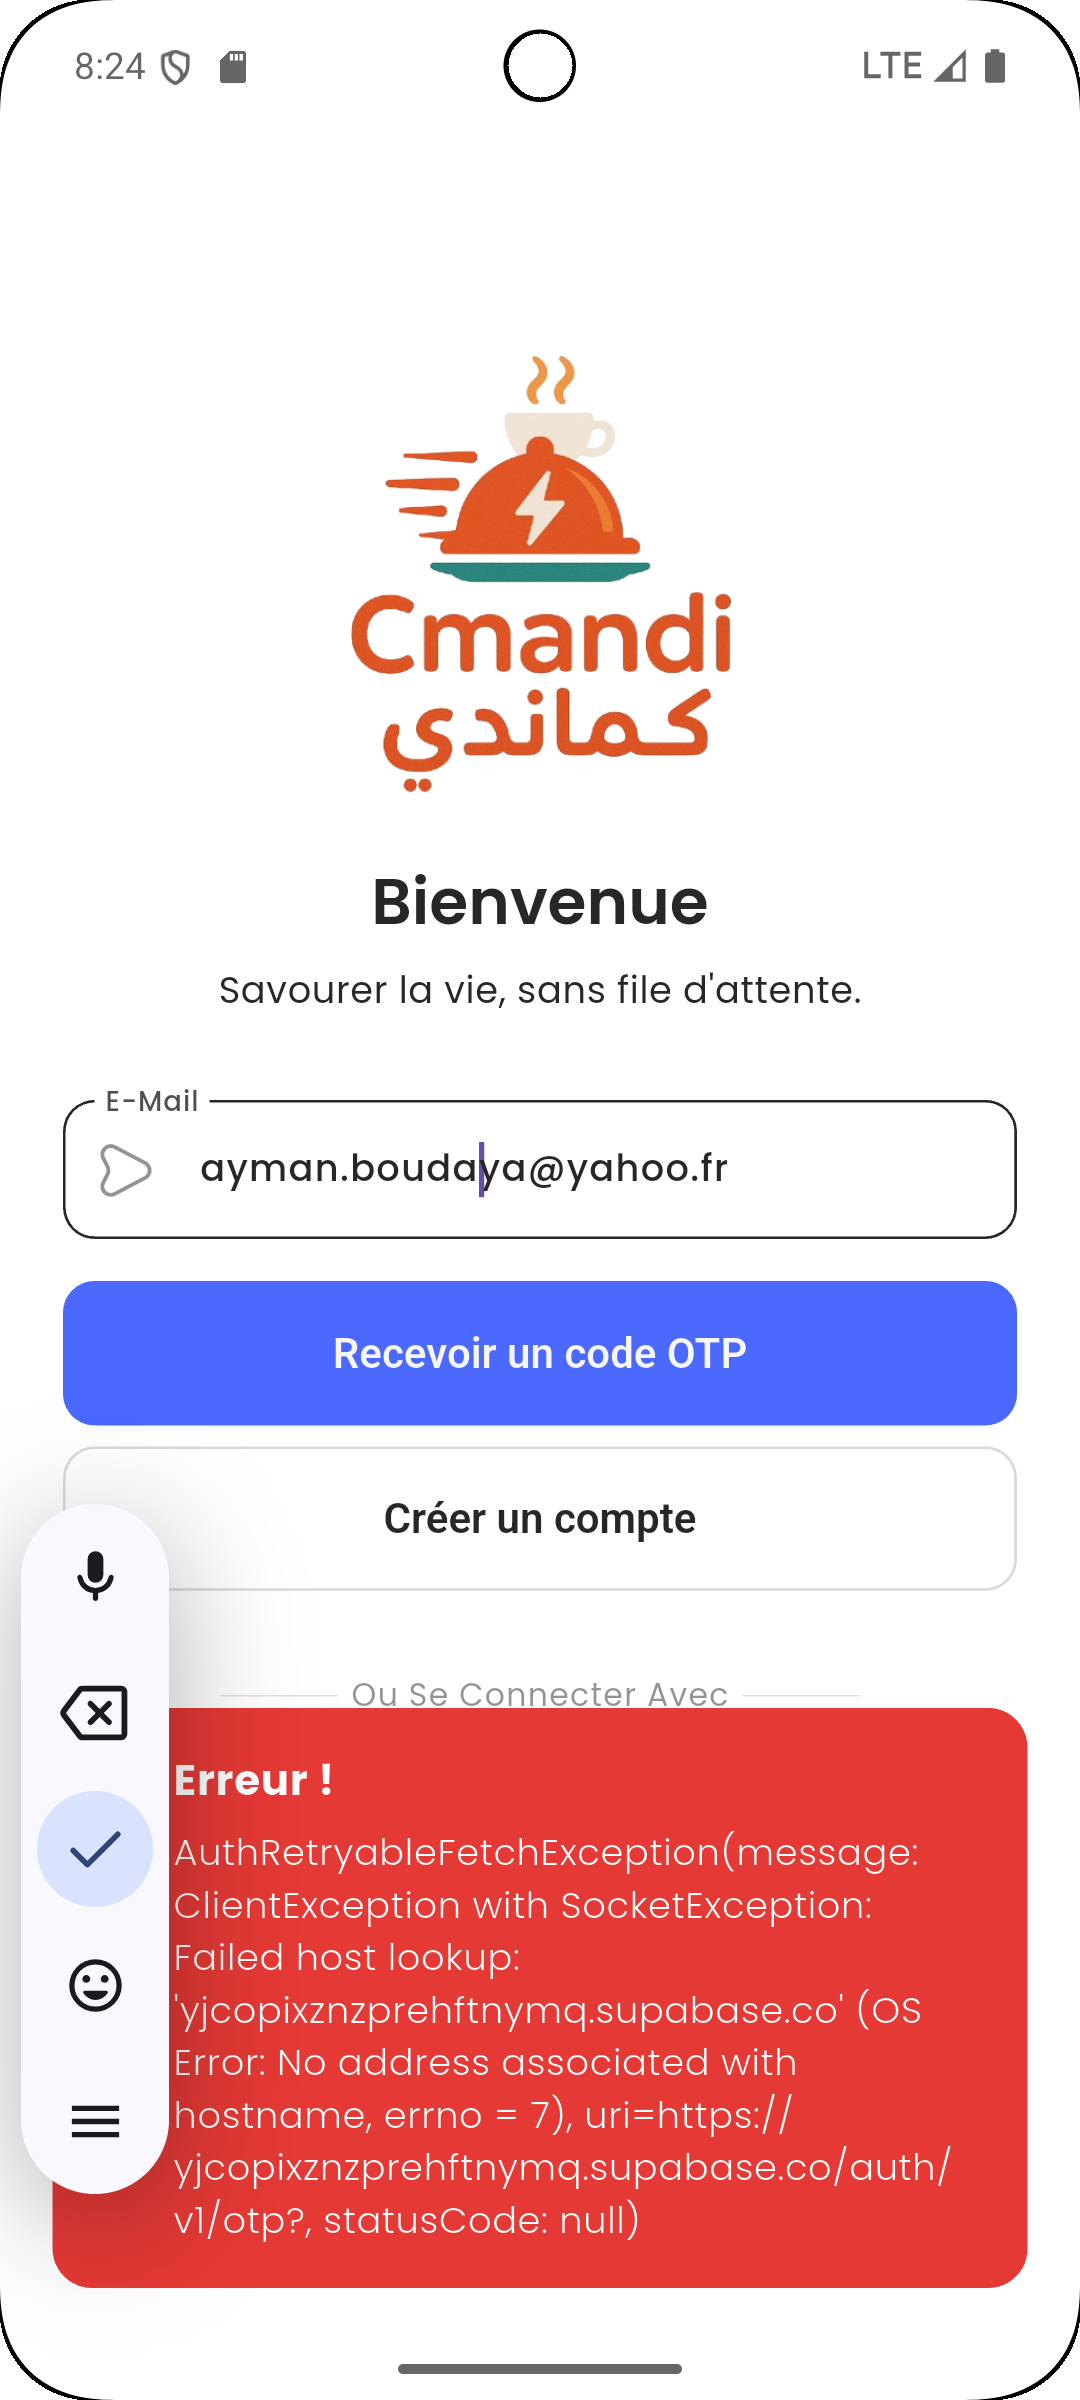 8:24
LTE
Cmandi
كماندي
Bienvenue
Savourer la vie, sans file d'attente.
E-Mail
ayman.boudaya@yahoo.fr
Recevoir un code OTP
Créer un compte
Ou Se Connecter Avec
Erreur !
AuthRetryableFetchException(message:
ClientException with SocketException:
Failed host lookup:
'yjcopixznzprehftnymq.supabase.co' (OS
Error: No address associated with
hostname, errno = 7), uri=https://
yjcopixznzprehftnymq.supabase.co/auth/
v1/otp?, statusCode: null)